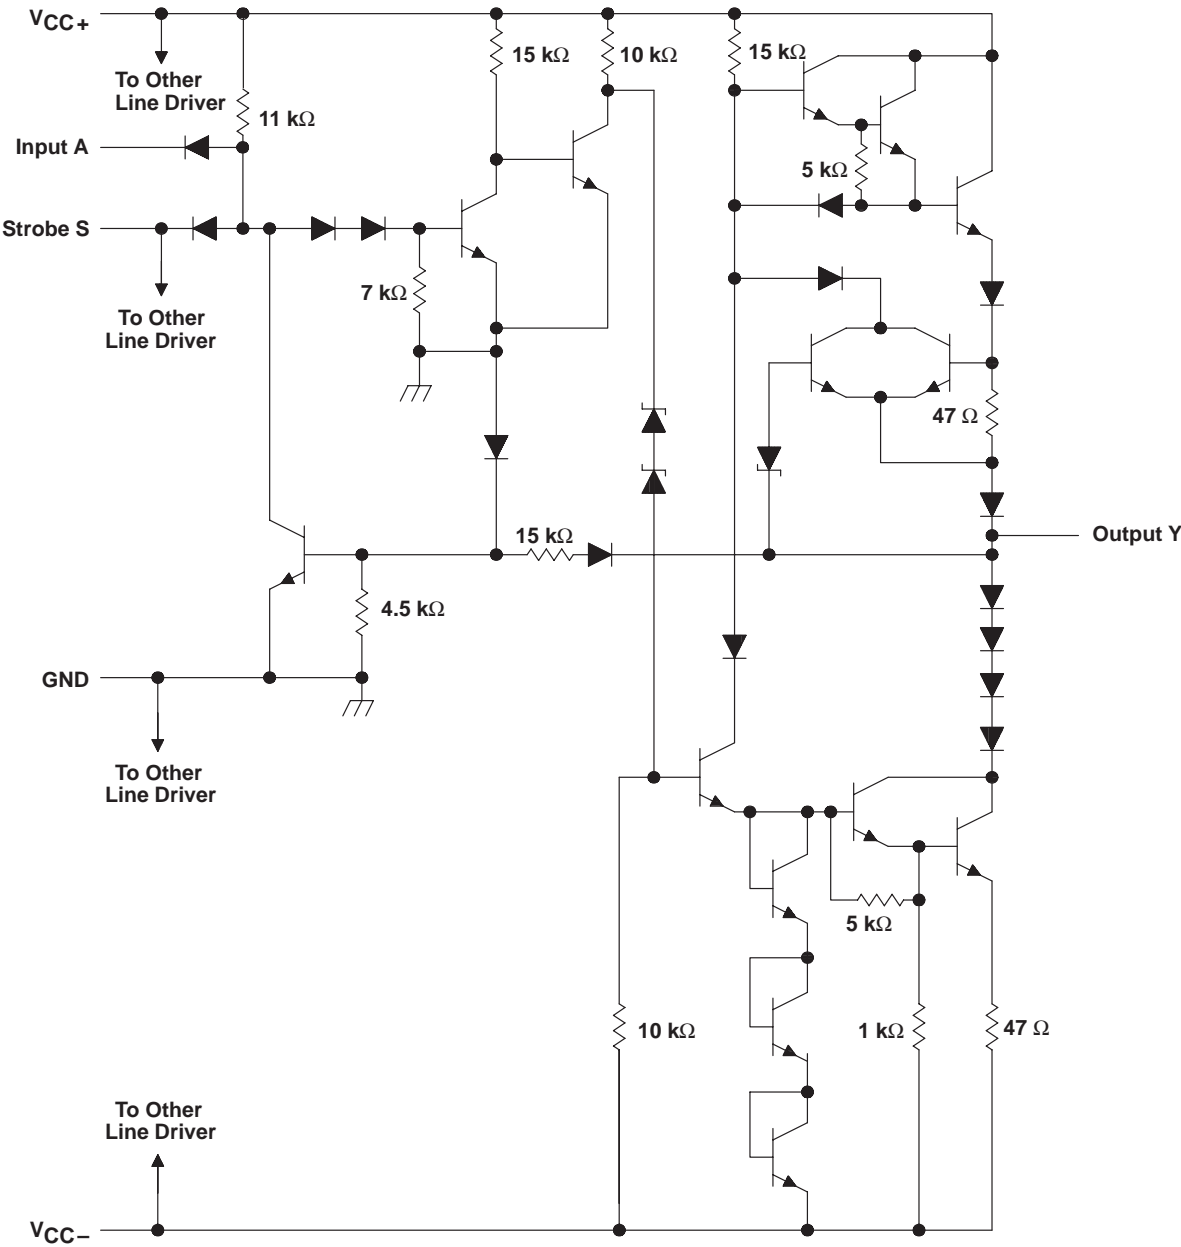 VCC+
15 kΩ
10 kΩ
15 kΩ
To Other
Line Driver
11 kΩ
Input A
5 kΩ
Strobe S
7 kΩ
To Other
Line Driver
47 Ω
15 kΩ
Output Y
4.5 kΩ
GND
To Other
Line Driver
5 kΩ
10 kΩ
1 kΩ
47 Ω
To Other
Line Driver
VCC−